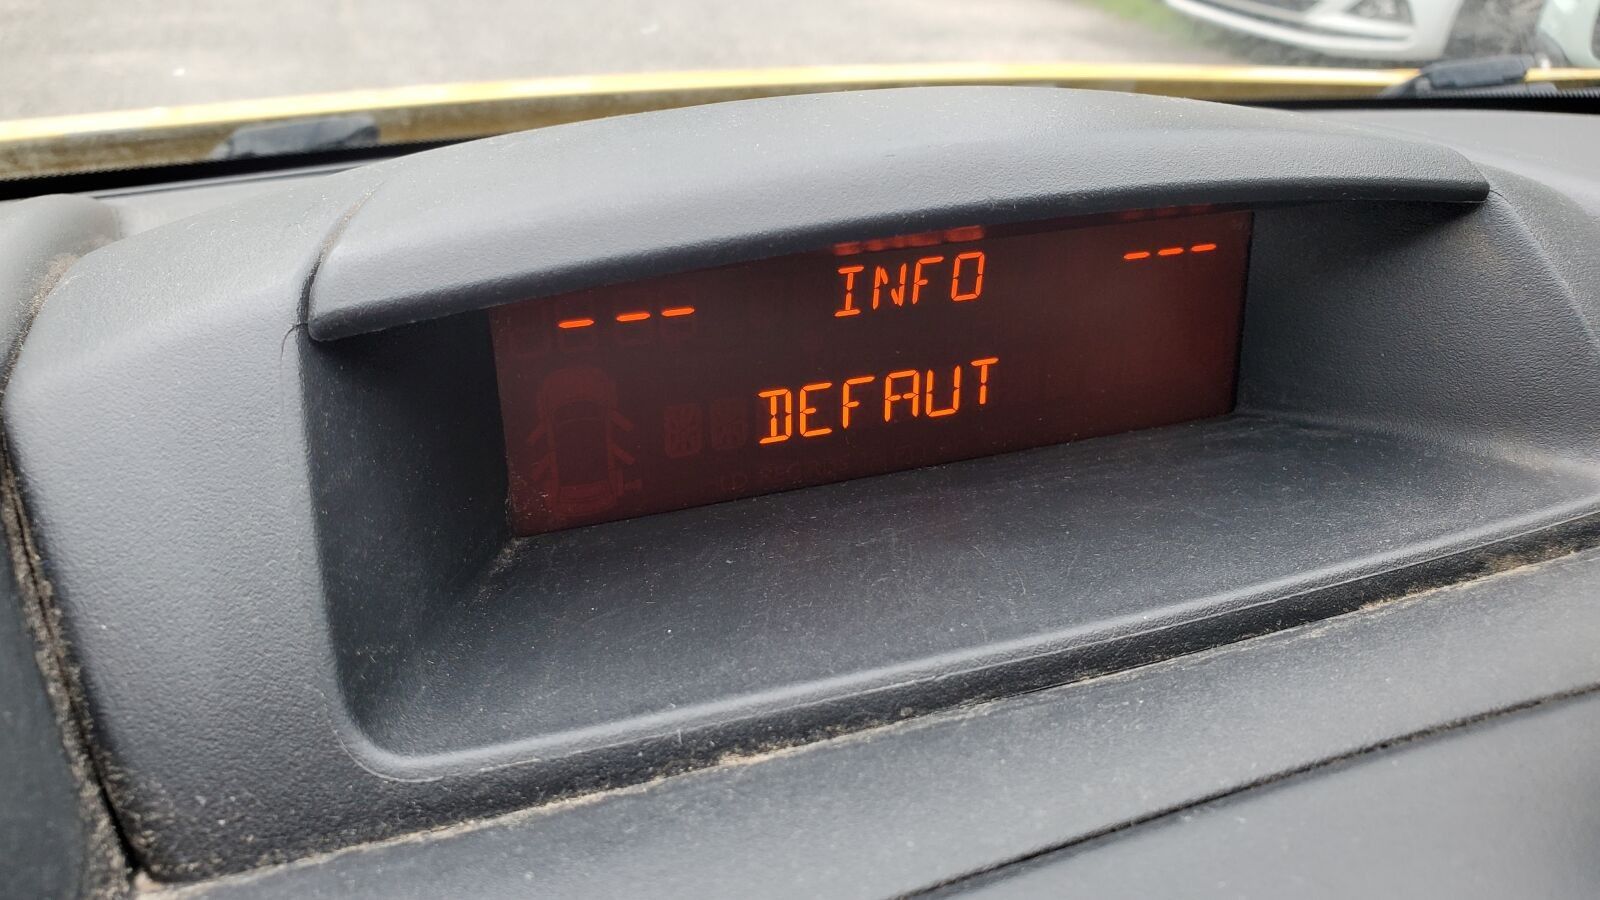 --- INFO ---
DEFAUT